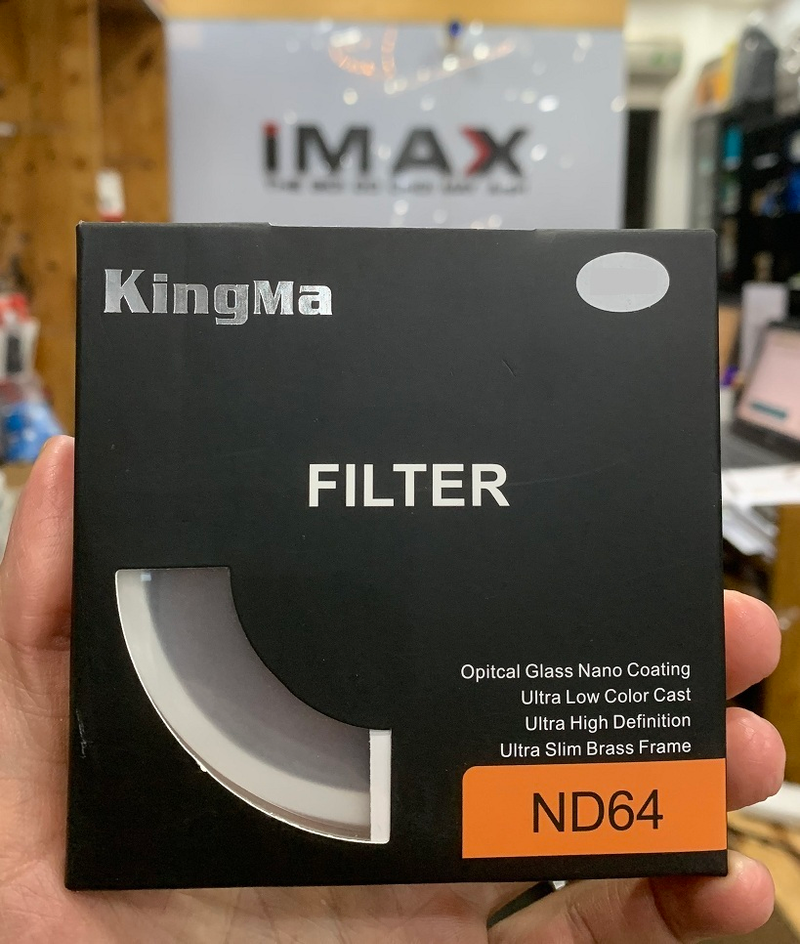 iMAX
KingMa
FILTER
Opitcal Glass Nano Coating
Ultra Low Color Cast
Ultra High Definition
Ultra Slim Brass Frame
ND64